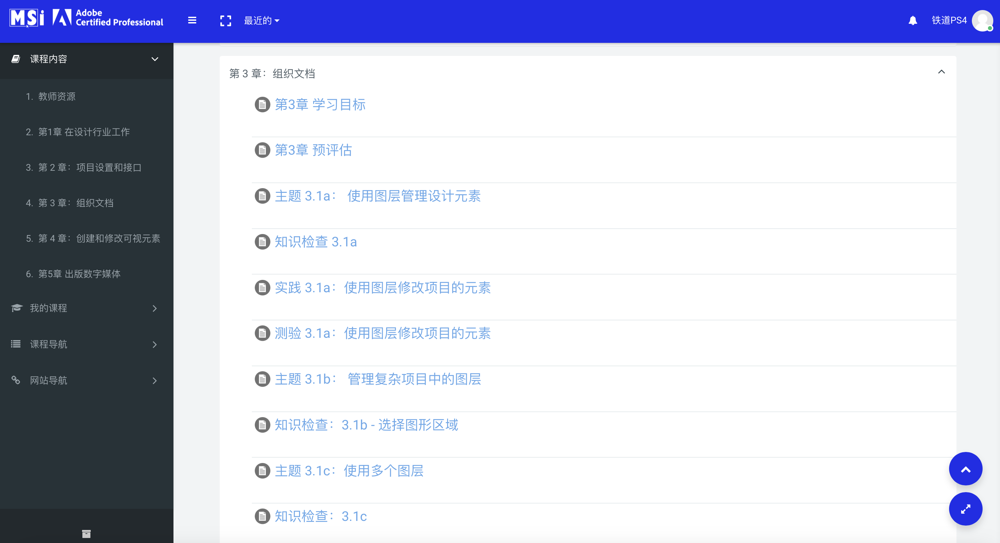 MSi Adobe
Certified Professional
最近的
铁道PS4
课程内容
1. 教师资源
2. 第1章 在设计行业工作
3. 第 2 章：项目设置和接口
4. 第 3 章：组织文档
5. 第 4 章：创建和修改可视元素
6. 第5章 出版数字媒体
我的课程
课程导航
网站导航
第 3 章：组织文档
第3章 学习目标
第3章 预评估
主题 3.1a： 使用图层管理设计元素
知识检查 3.1a
实践 3.1a：使用图层修改项目的元素
测验 3.1a：使用图层修改项目的元素
主题 3.1b： 管理复杂项目中的图层
知识检查：3.1b - 选择图形区域
主题 3.1c：使用多个图层
知识检查：3.1c